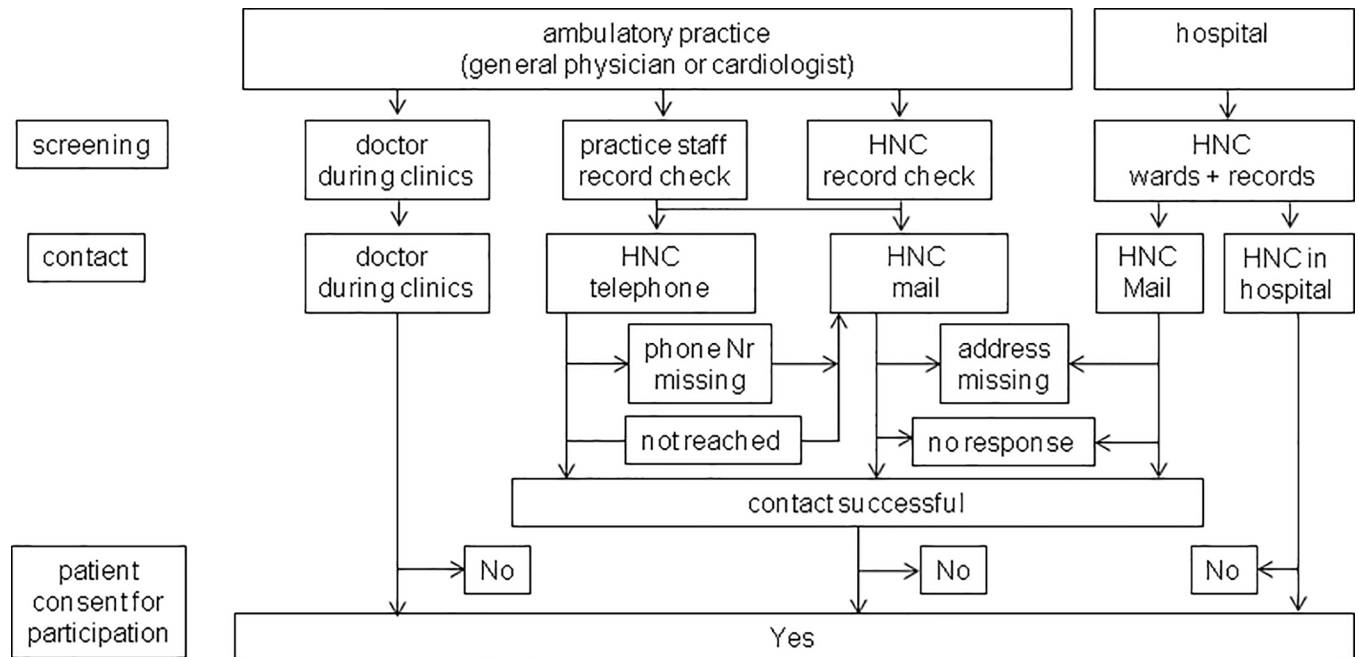 ambulatory practice
(general physician or cardiologist)
hospital
screening
doctor
during clinics
practice staff
record check
HNC
record check
HNC
wards + records
contact
doctor
during clinics
HNC
telephone
HNC
mail
HNC
Mail
HNC in
hospital
phone Nr
missing
address
missing
not reached
no response
contact successful
patient
consent for
participation
No
No
No
Yes